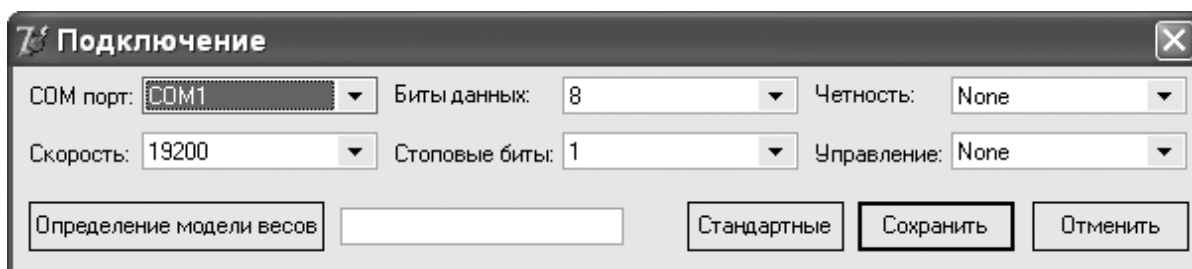 Подключение
COM порт: COM1 Биты данных: 8 Четность: None
Скорость: 19200 Стоповые биты: 1 Управление: None
Определение модели весов Стандартные Сохранить Отменить